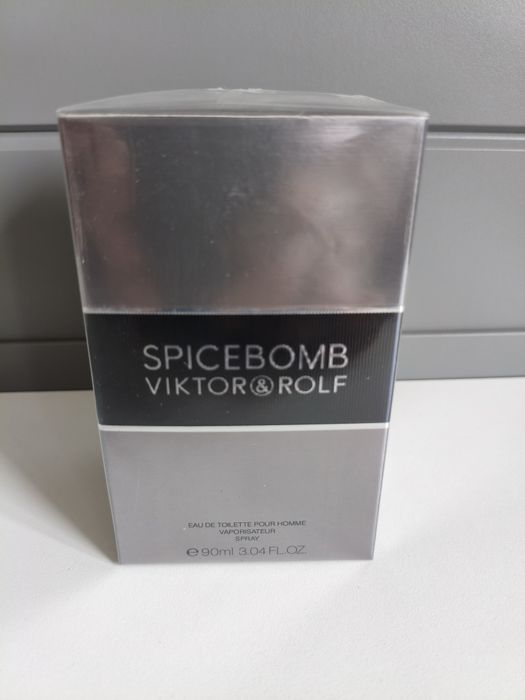 SPICEBOMB
VIKTOR&ROLF
EAU DE TOILETTE POUR HOMME
VAPORISATEUR
SPRAY
℮90ml 3.04 FL.OZ.